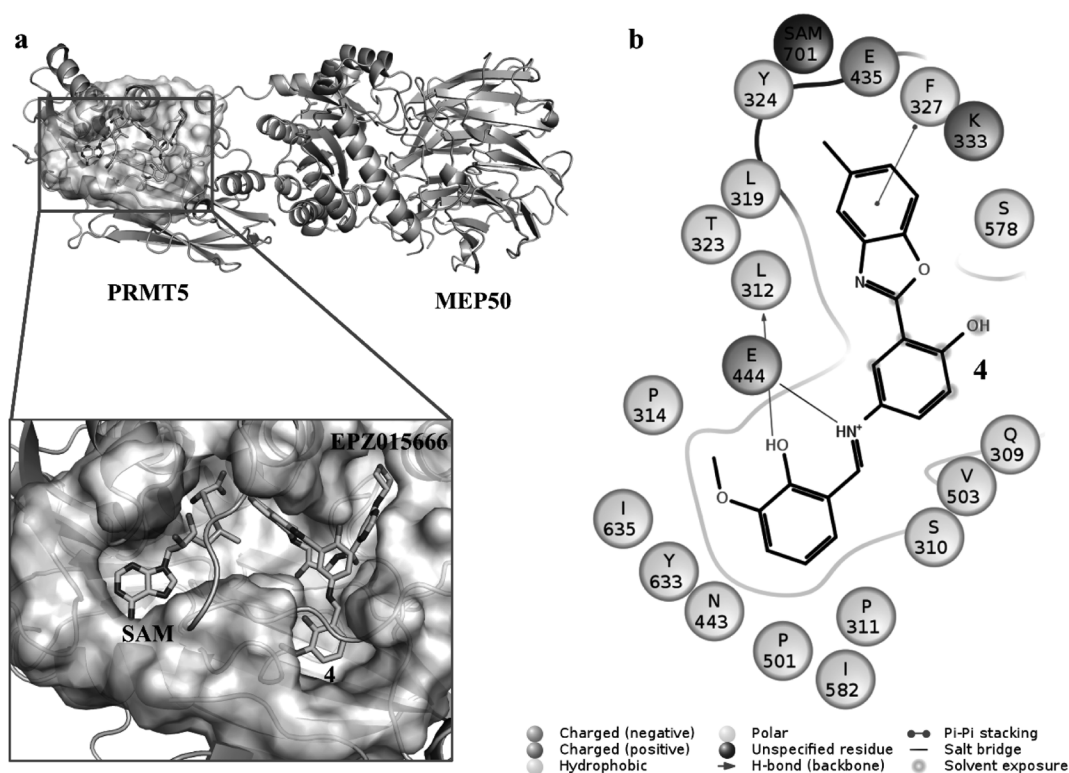 a
PRMT5
MEP50
EPZ015666
SAM
4
b
SAM
701
E
435
Y
324
F
327
K
333
L
319
T
323
S
578
L
312
O
N
OH
4
E
444
P
314
HN+
HO
O
Q
309
V
503
S
310
I
635
Y
633
N
443
P
311
P
501
I
582
Charged (negative)
Charged (positive)
Hydrophobic
Polar
Unspecified residue
H-bond (backbone)
Pi-Pi stacking
Salt bridge
Solvent exposure